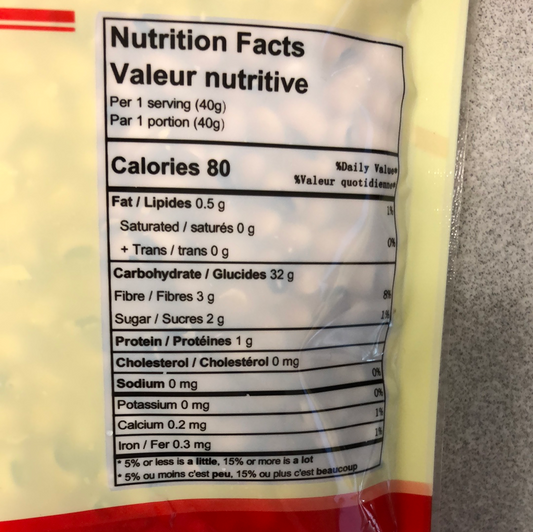 Nutrition Facts
Valeur nutritive
Per 1 serving (40g)
Par 1 portion (40g)
Calories 80
%Daily Value*
%Valeur quotidienne*
Fat / Lipides 0.5 g 1%
Saturated / saturés 0 g
+ Trans / trans 0 g 0%
Carbohydrate / Glucides 32 g
Fibre / Fibres 3 g 8%
Sugar / Sucres 2 g 1%
Protein / Protéines 1 g
Cholesterol / Cholestérol 0 mg
Sodium 0 mg 0%
Potassium 0 mg 0%
Calcium 0.2 mg 1%
Iron / Fer 0.3 mg 1%
* 5% or less is a little, 15% or more is a lot
* 5% ou moins c'est peu, 15% ou plus c'est beaucoup